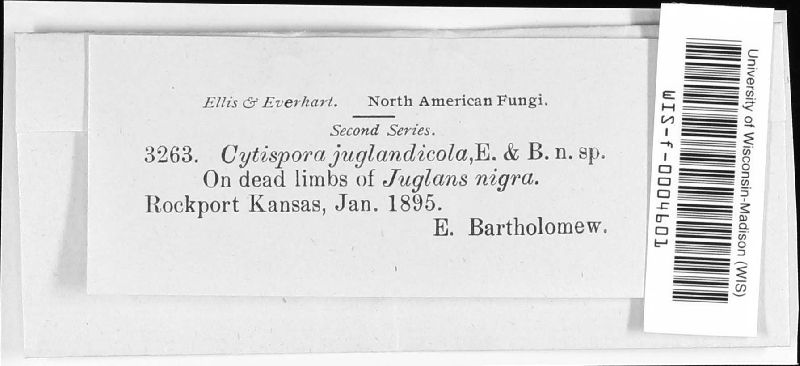 Ellis & Everhart. North American Fungi.
Second Series.
3263. Cytispora juglandicola, E. & B. n. sp.
On dead limbs of Juglans nigra.
Rockport Kansas, Jan. 1895.
E. Bartholomew.
University of Wisconsin-Madison (WIS)
WIS-f-0004601